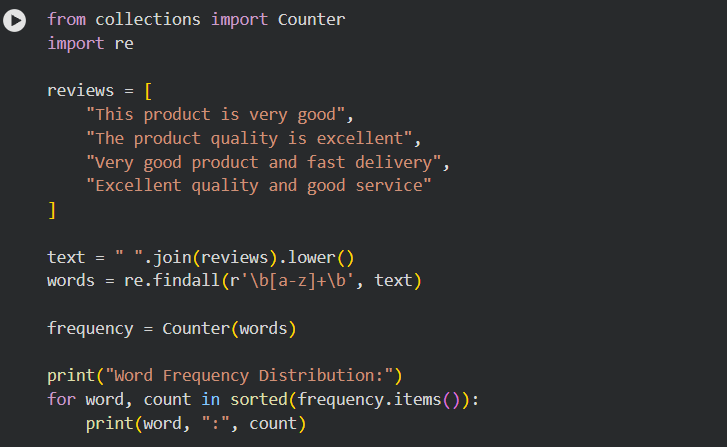 from collections import Counter
import re
reviews = [
    "This product is very good",
    "The product quality is excellent",
    "Very good product and fast delivery",
    "Excellent quality and good service"
]
text = " ".join(reviews).lower()
words = re.findall(r'\b[a-z]+\b', text)
frequency = Counter(words)
print("Word Frequency Distribution:")
for word, count in sorted(frequency.items()):
    print(word, ":", count)